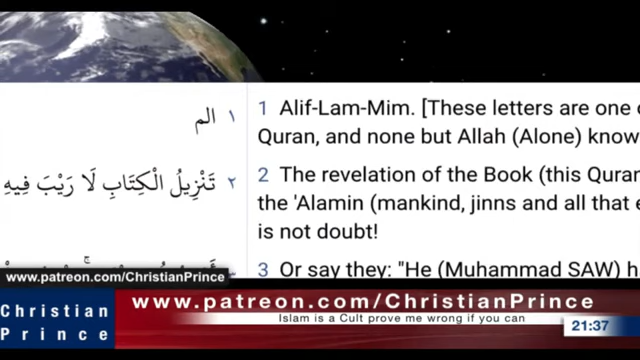 الم ١
1 Alif-Lam-Mim. [These letters are one o
Quran, and none but Allah (Alone) know
تَنْزِيلُ الْكِتَابِ لَا رَيْبَ فِيهِ ٢
2 The revelation of the Book (this Quran
the 'Alamin (mankind, jinns and all that e
is not doubt!
3 Or say they: "He (Muhammad SAW) h
www.patreon.com/ChristianPrince
Christian
Prince
www.patreon.com/ChristianPrince
Islam is a Cult prove me wrong if you can
21:37